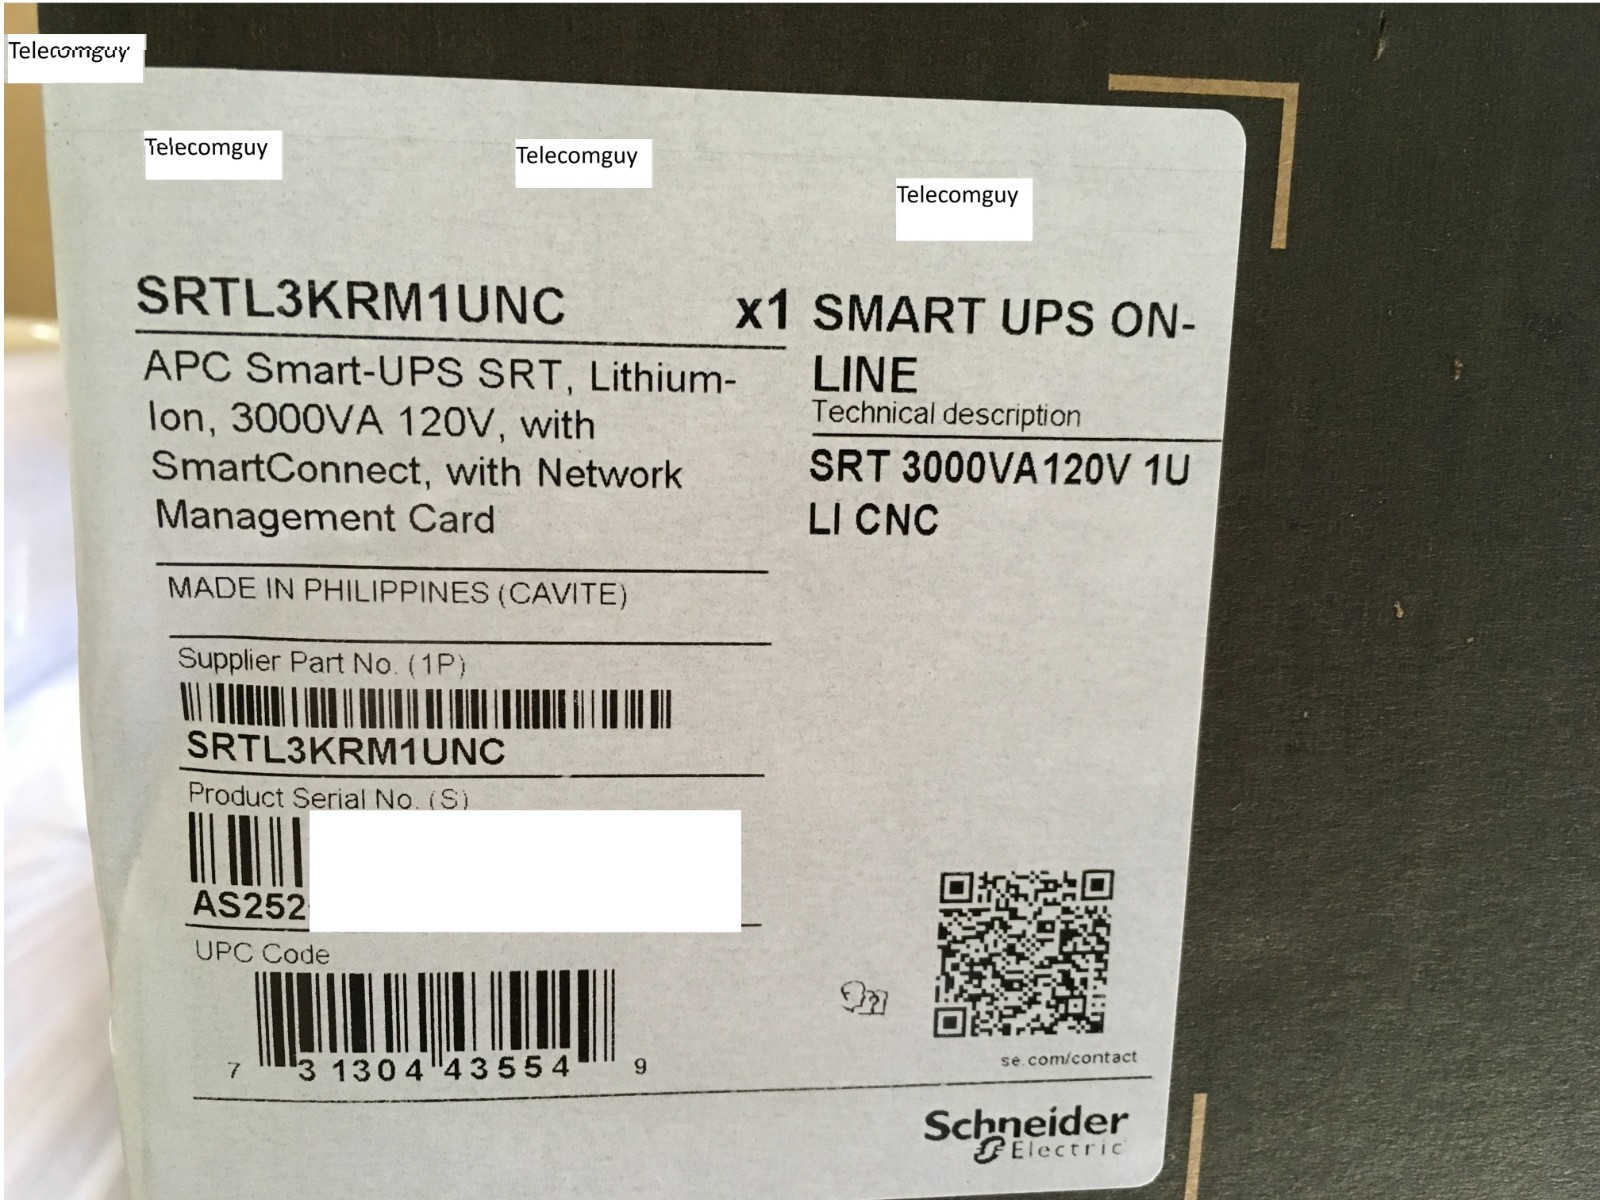 Telecomguy
Telecomguy
Telecomguy
Telecomguy
SRTL3KRM1UNC x1
APC Smart-UPS SRT, Lithium-
Ion, 3000VA 120V, with
SmartConnect, with Network
Management Card
MADE IN PHILIPPINES (CAVITE)
Supplier Part No. (1P)
SRTL3KRM1UNC
Product Serial No. (S)
AS252
UPC Code
7 31304 43554 9
SMART UPS ON-
LINE
Technical description
SRT 3000VA120V 1U
LI CNC
se.com/contact
Schneider
Electric